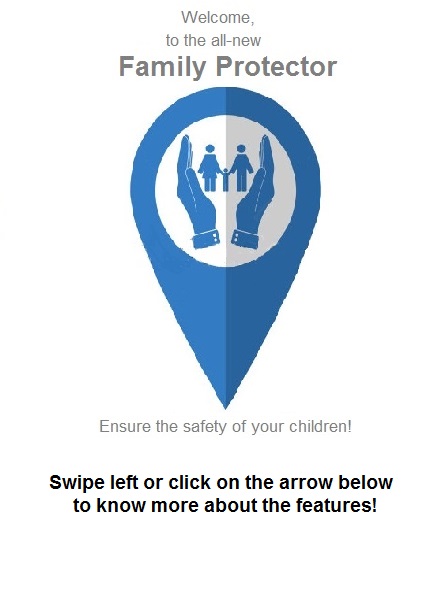 Welcome,
to the all-new
Family Protector
Ensure the safety of your children!
Swipe left or click on the arrow below
to know more about the features!